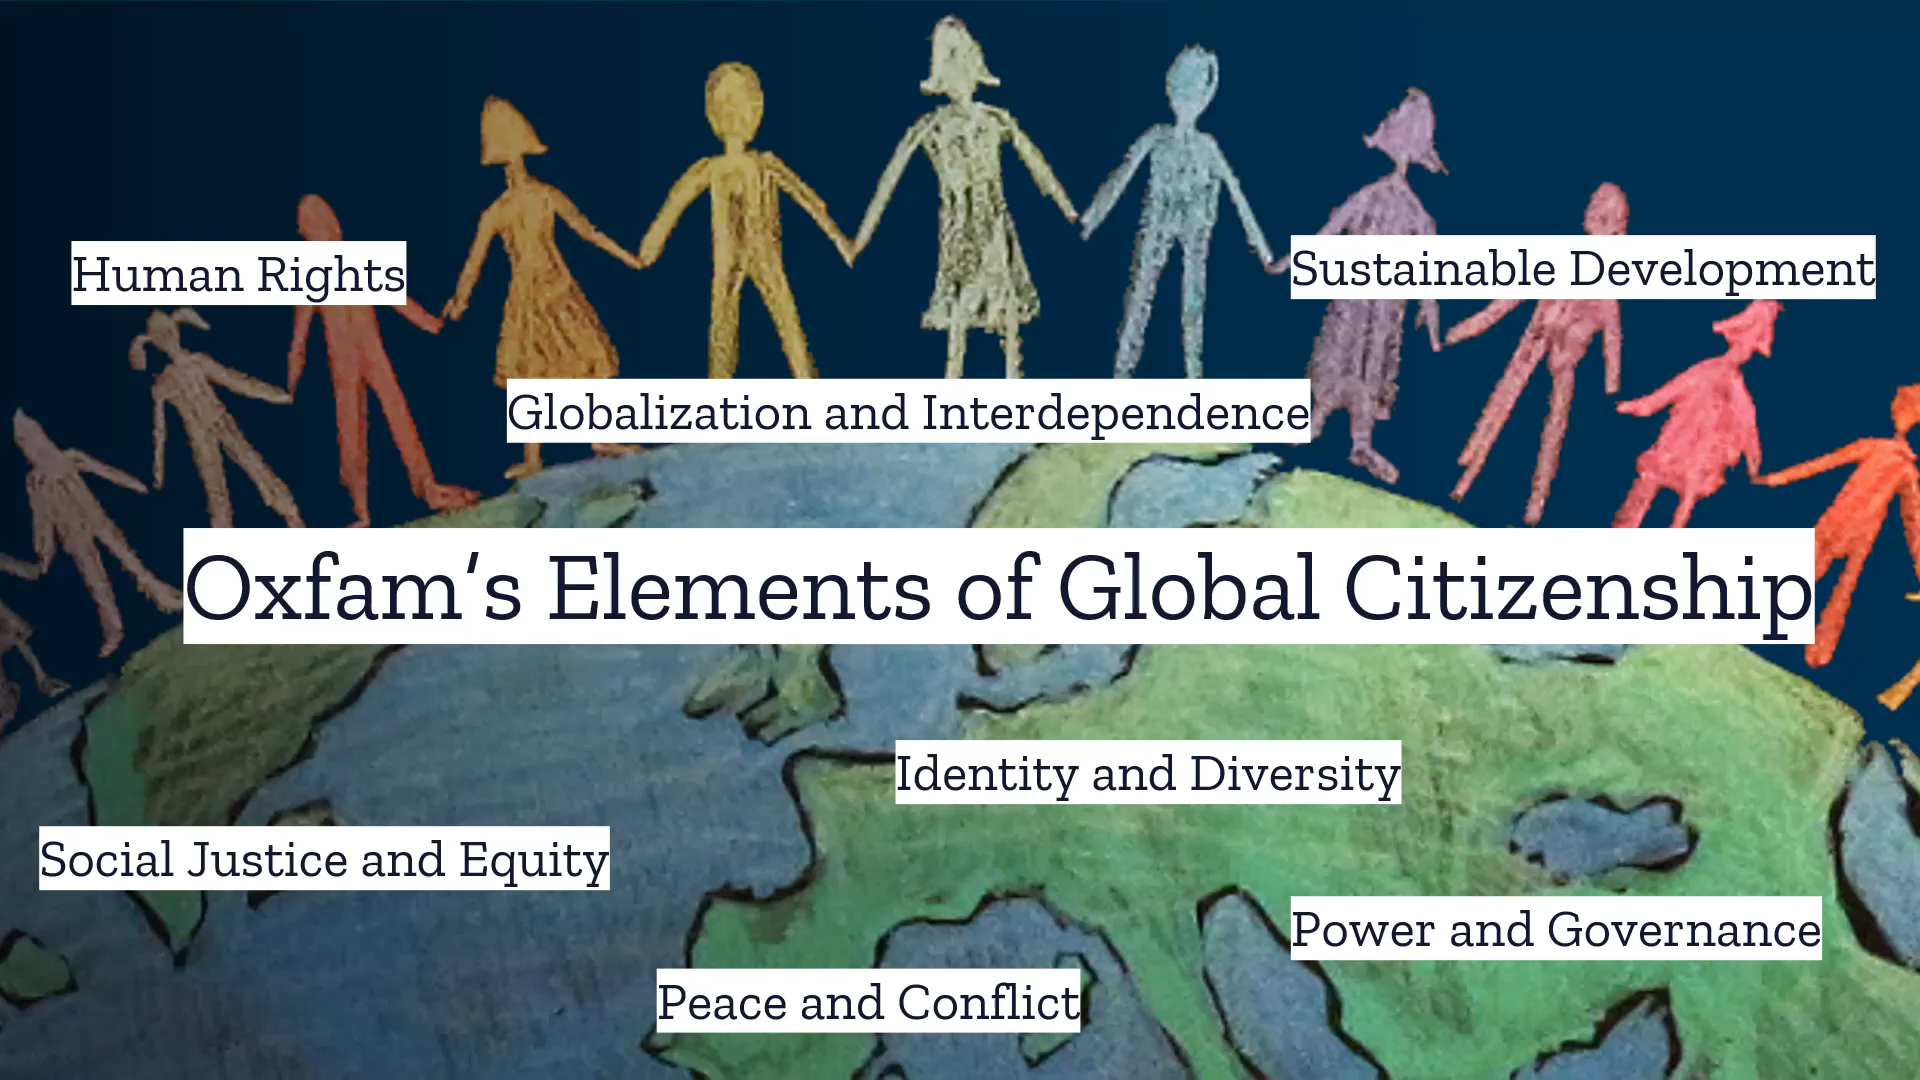 Human Rights
Sustainable Development
Globalization and Interdependence
Oxfam‘s Elements of Global Citizenship
Identity and Diversity
Social Justice and Equity
Power and Governance
Peace and Conflict